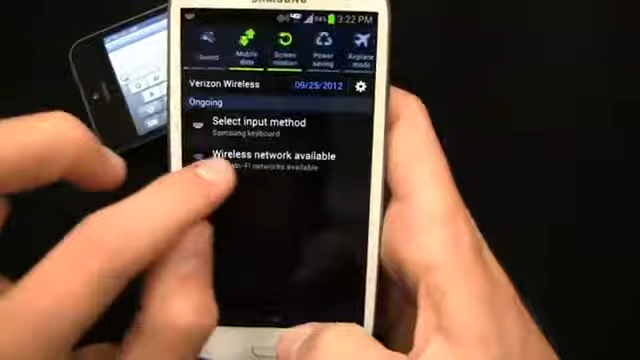 SAMSUNG
3:22 PM
Sound
Mobile data
Screen rotation
Power saving
Airplane mode
Verizon Wireless 09/25/2012
Ongoing
Select input method
Samsung keyboard
Wireless network available
Wi-Fi networks available